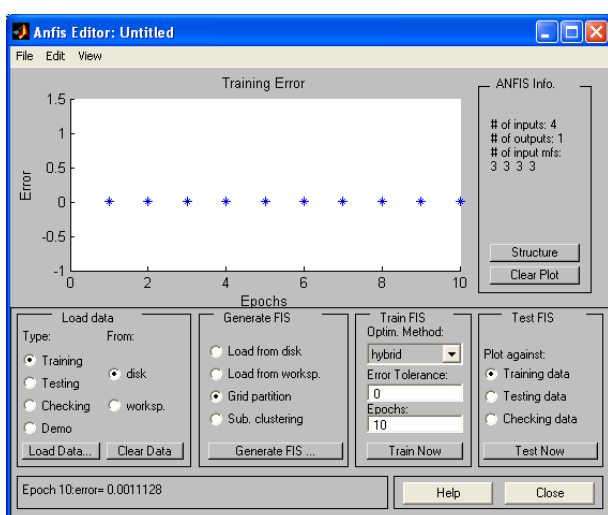 Anfis Editor: Untitled
File Edit View
Training Error
1.5
1
0.5
0
-0.5
-1
Error
0 2 4 6 8 10
Epochs
ANFIS Info.
# of inputs: 4
# of outputs: 1
# of input mfs:
3 3 3 3
Structure
Clear Plot
Load data
Type: From:
Training
Testing
Checking
Demo
disk
worksp.
Load Data... Clear Data
Generate FIS
Load from disk
Load from worksp.
Grid partition
Sub. clustering
Generate FIS ...
Train FIS
Optim. Method:
hybrid
Error Tolerance:
0
Epochs:
10
Train Now
Test FIS
Plot against:
Training data
Testing data
Checking data
Test Now
Epoch 10:error= 0.0011128
Help Close